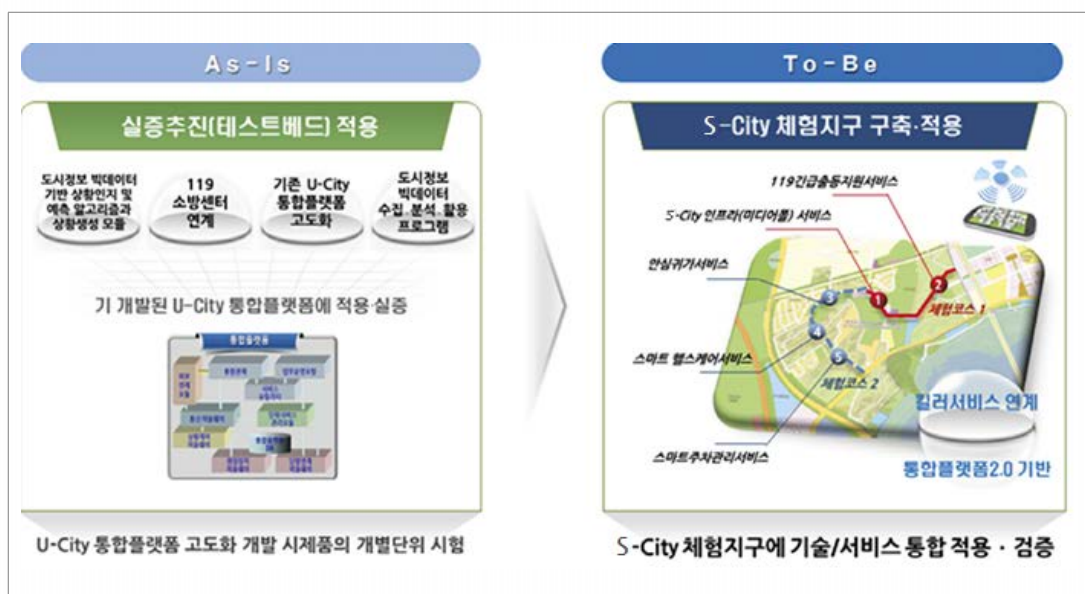 As-Is
실증추진(테스트베드) 적용
도시정보 빅데이터
기반 상황인지 및
예측 알고리즘과
상황생성 모듈
119
소방센터
연계
기존 U-City
통합플랫폼
고도화
도시정보
빅데이터
수집·분석·활용
프로그램
기 개발된 U-City 통합플랫폼에 적용·실증
통합플랫폼
U-City 통합플랫폼 고도화 개발 시제품의 개별단위 시험
To-Be
S-City 체험지구 구축·적용
119긴급출동지원서비스
S-City 인프라(미디어폴) 서비스
안심귀가서비스
스마트 헬스케어서비스
스마트주차관리서비스
1
2
3
4
5
체험코스 1
체험코스 2
킬러서비스 연계
통합플랫폼2.0 기반
S-City 체험지구에 기술/서비스 통합 적용 · 검증